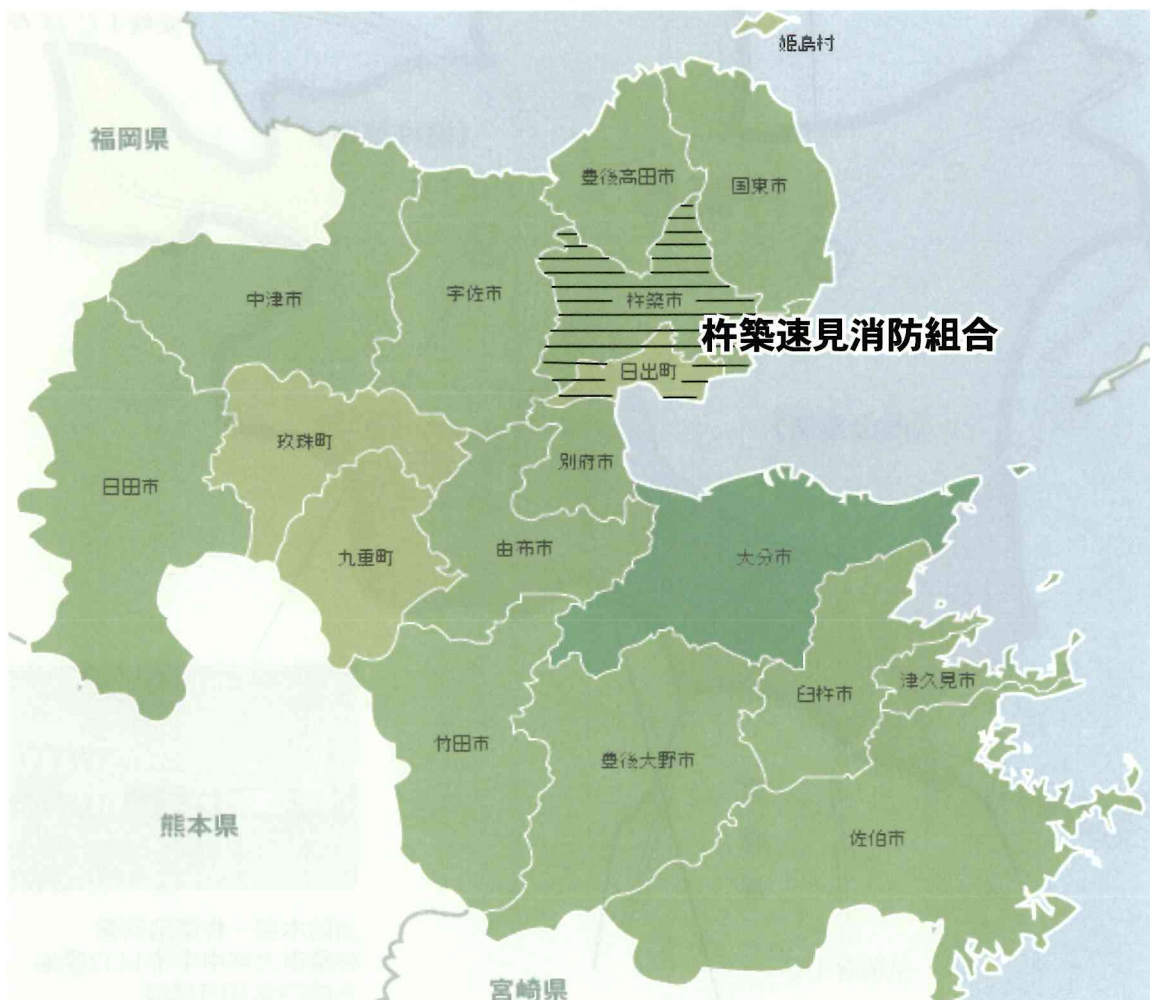 姫島村
福岡県
豊後高田市
国東市
中津市
宇佐市
杵築市
杵築速見消防組合
日出町
玖珠町
別府市
日田市
由布市
九重町
大分市
津久見市
臼杵市
竹田市
豊後大野市
熊本県
佐伯市
宮崎県